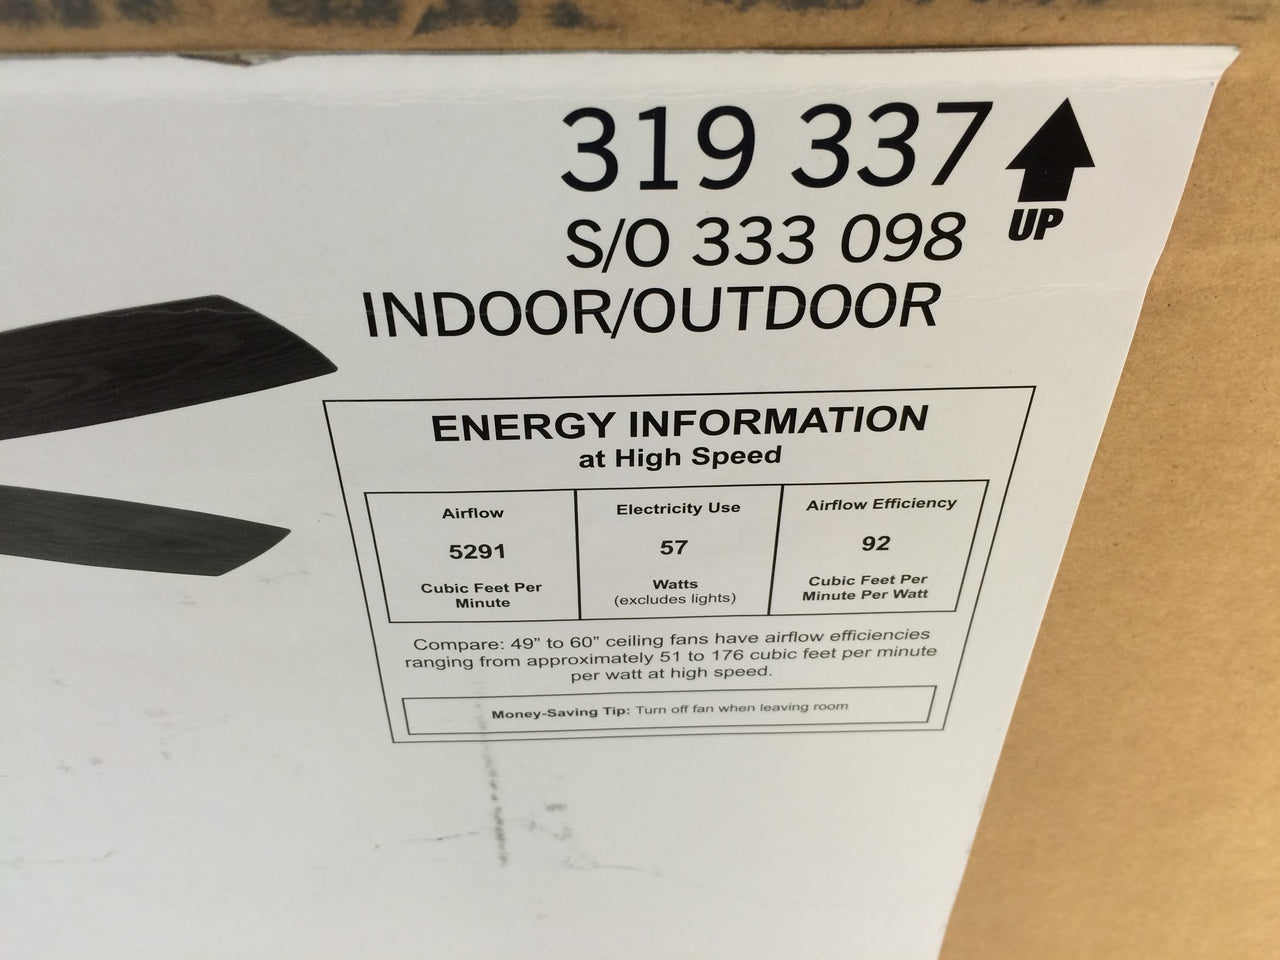 319 337
UP
S/O 333 098
INDOOR/OUTDOOR
ENERGY INFORMATION
at High Speed
Airflow
5291
Cubic Feet Per
Minute
Electricity Use
57
Watts
(excludes lights)
Airflow Efficiency
92
Cubic Feet Per
Minute Per Watt
Compare: 49” to 60” ceiling fans have airflow efficiencies
ranging from approximately 51 to 176 cubic feet per minute
per watt at high speed.
Money-Saving Tip: Turn off fan when leaving room